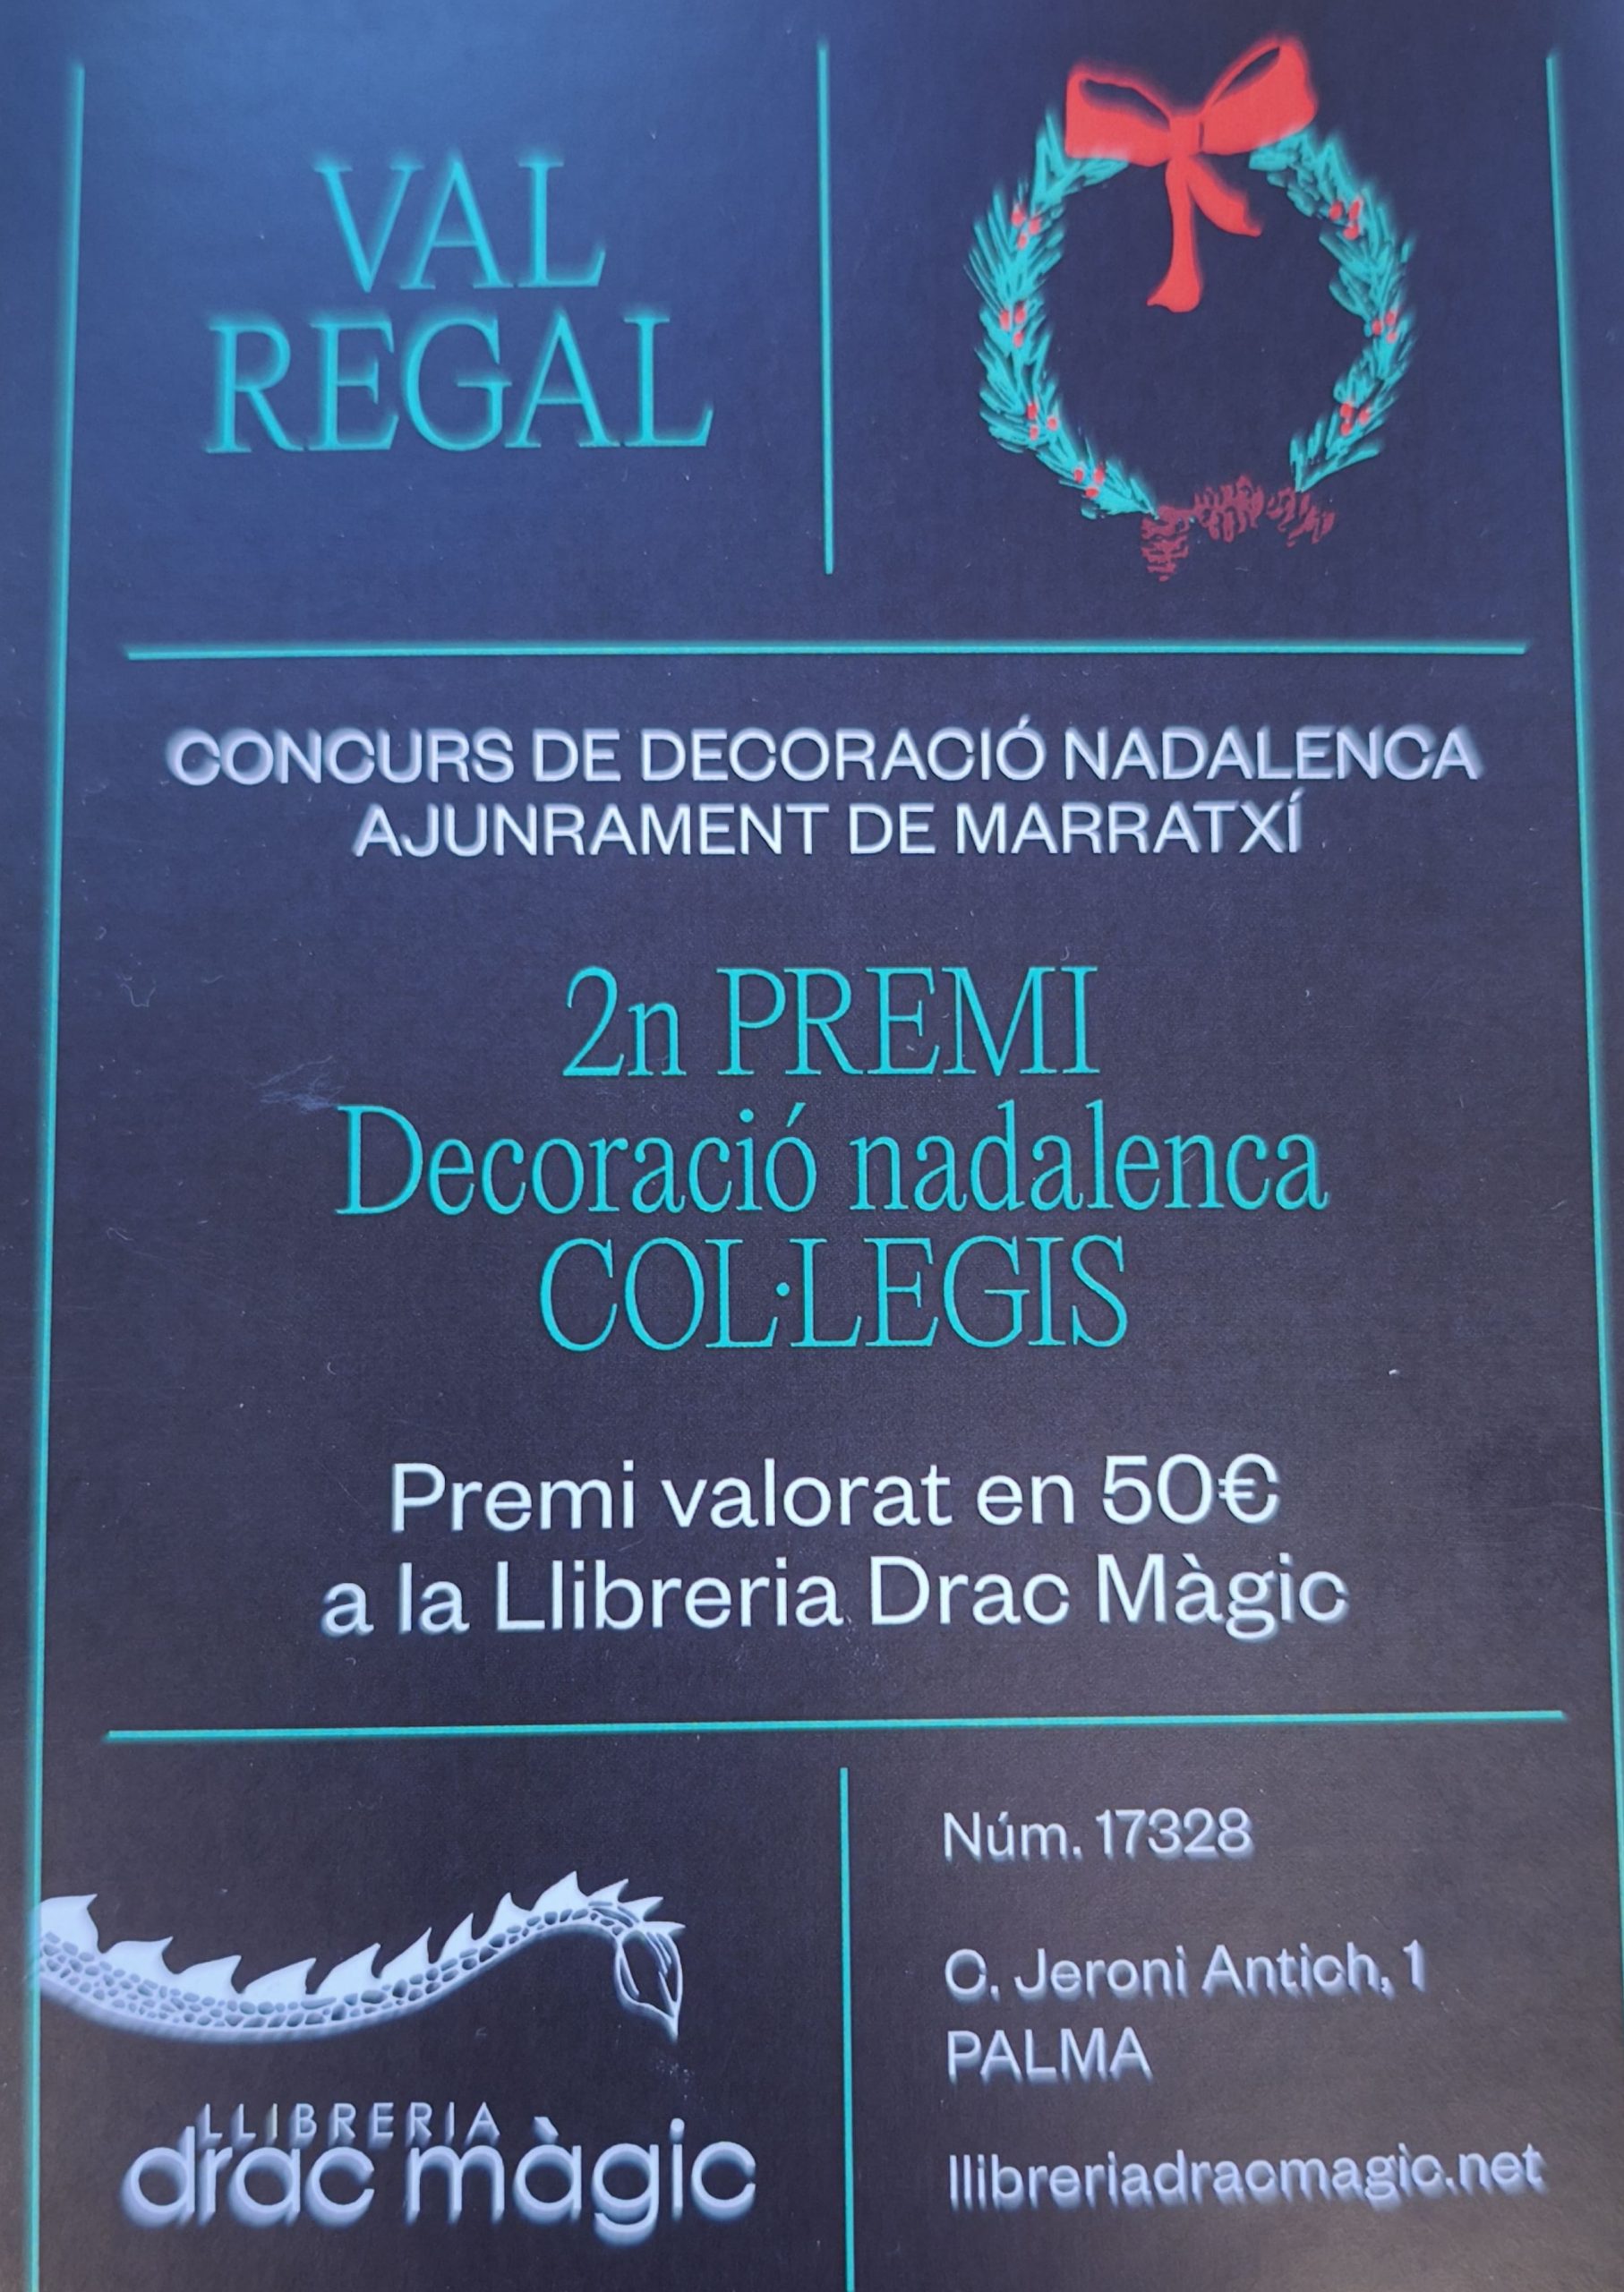 VAL
REGAL
CONCURS DE DECORACIÓ NADALENCA
AJUNRAMENT DE MARRATXÍ
2n PREMI
Decoració nadalenca
COL·LEGIS
Premi valorat en 50€
a la Llibreria Drac Màgic
LLIBRERIA
drac màgic
Núm. 17328
C. Jeroni Antich, 1
PALMA
llibreriadracmagic.net